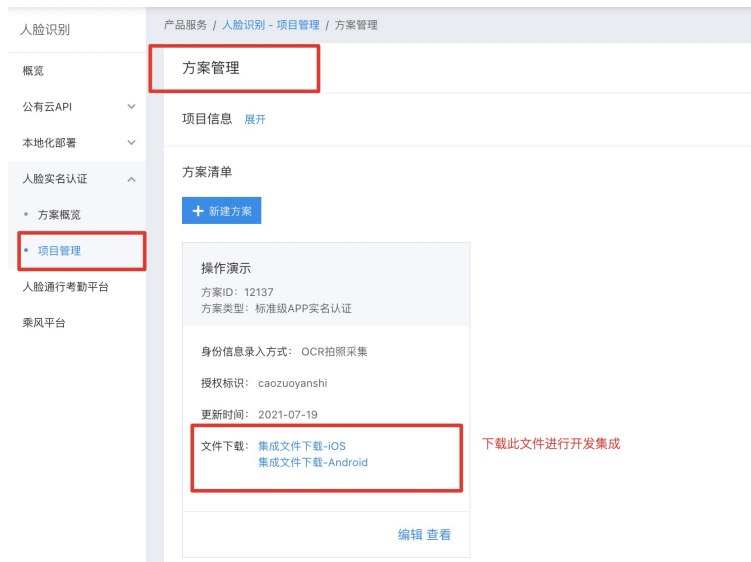 人脸识别
产品服务 / 人脸识别 - 项目管理 / 方案管理
概览
公有云API
本地化部署
人脸实名认证
方案概览
项目管理
人脸通行考勤平台
乘风平台
方案管理
项目信息 展开
方案清单
+ 新建方案
操作演示
方案ID：12137
方案类型：标准级APP实名认证
身份信息录入方式： OCR拍照采集
授权标识： caozuoyanshi
更新时间： 2021-07-19
文件下载： 集成文件下载-iOS
集成文件下载-Android
下载此文件进行开发集成
编辑 查看